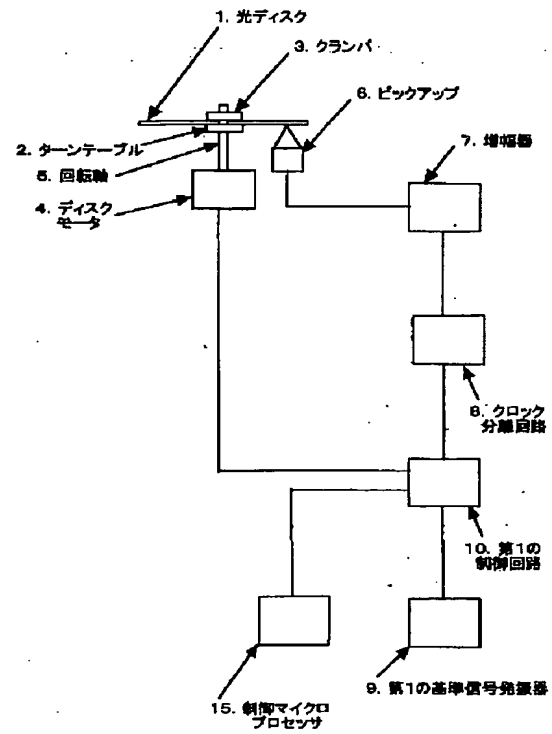 1. 光ディスク
3. クランパ
6. ピックアップ
2. ターンテーブル
5. 回転軸
7. 増幅器
4. ディスク
モータ
8. クロック
分離回路
10. 第1の
制御回路
9. 第1の基準信号発振器
15. 制御マイクロ
プロセッサ